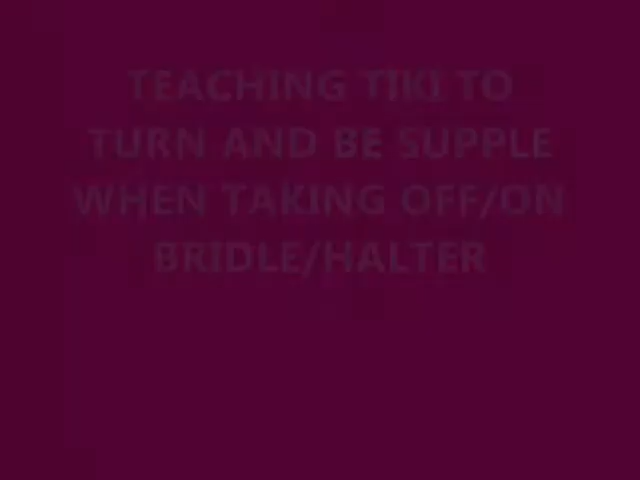 TEACHING TIKI TO
TURN AND BE SUPPLE
WHEN TAKING OFF/ON
BRIDLE/HALTER